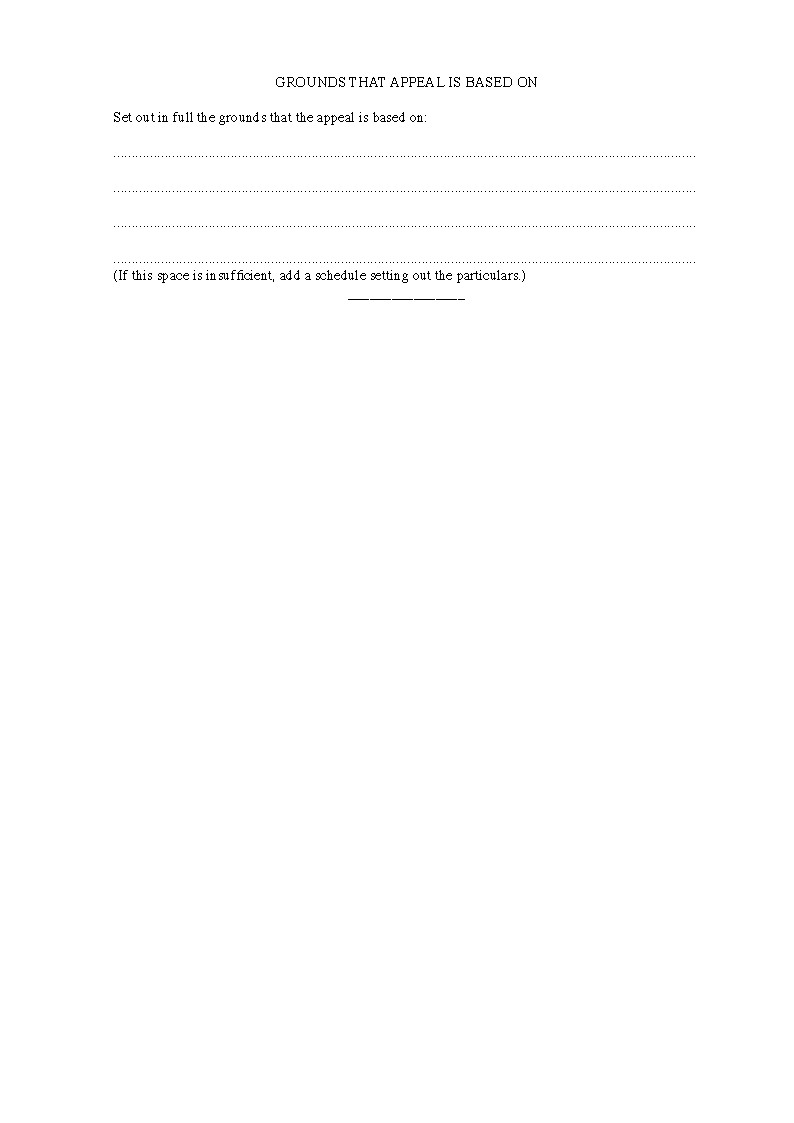 GROUNDS THAT APPEAL IS BASED ON
Set out in full the grounds that the appeal is based on:
....................................................................................................................................................................
....................................................................................................................................................................
....................................................................................................................................................................
....................................................................................................................................................................
(If this space is insufficient, add a schedule setting out the particulars.)
________________